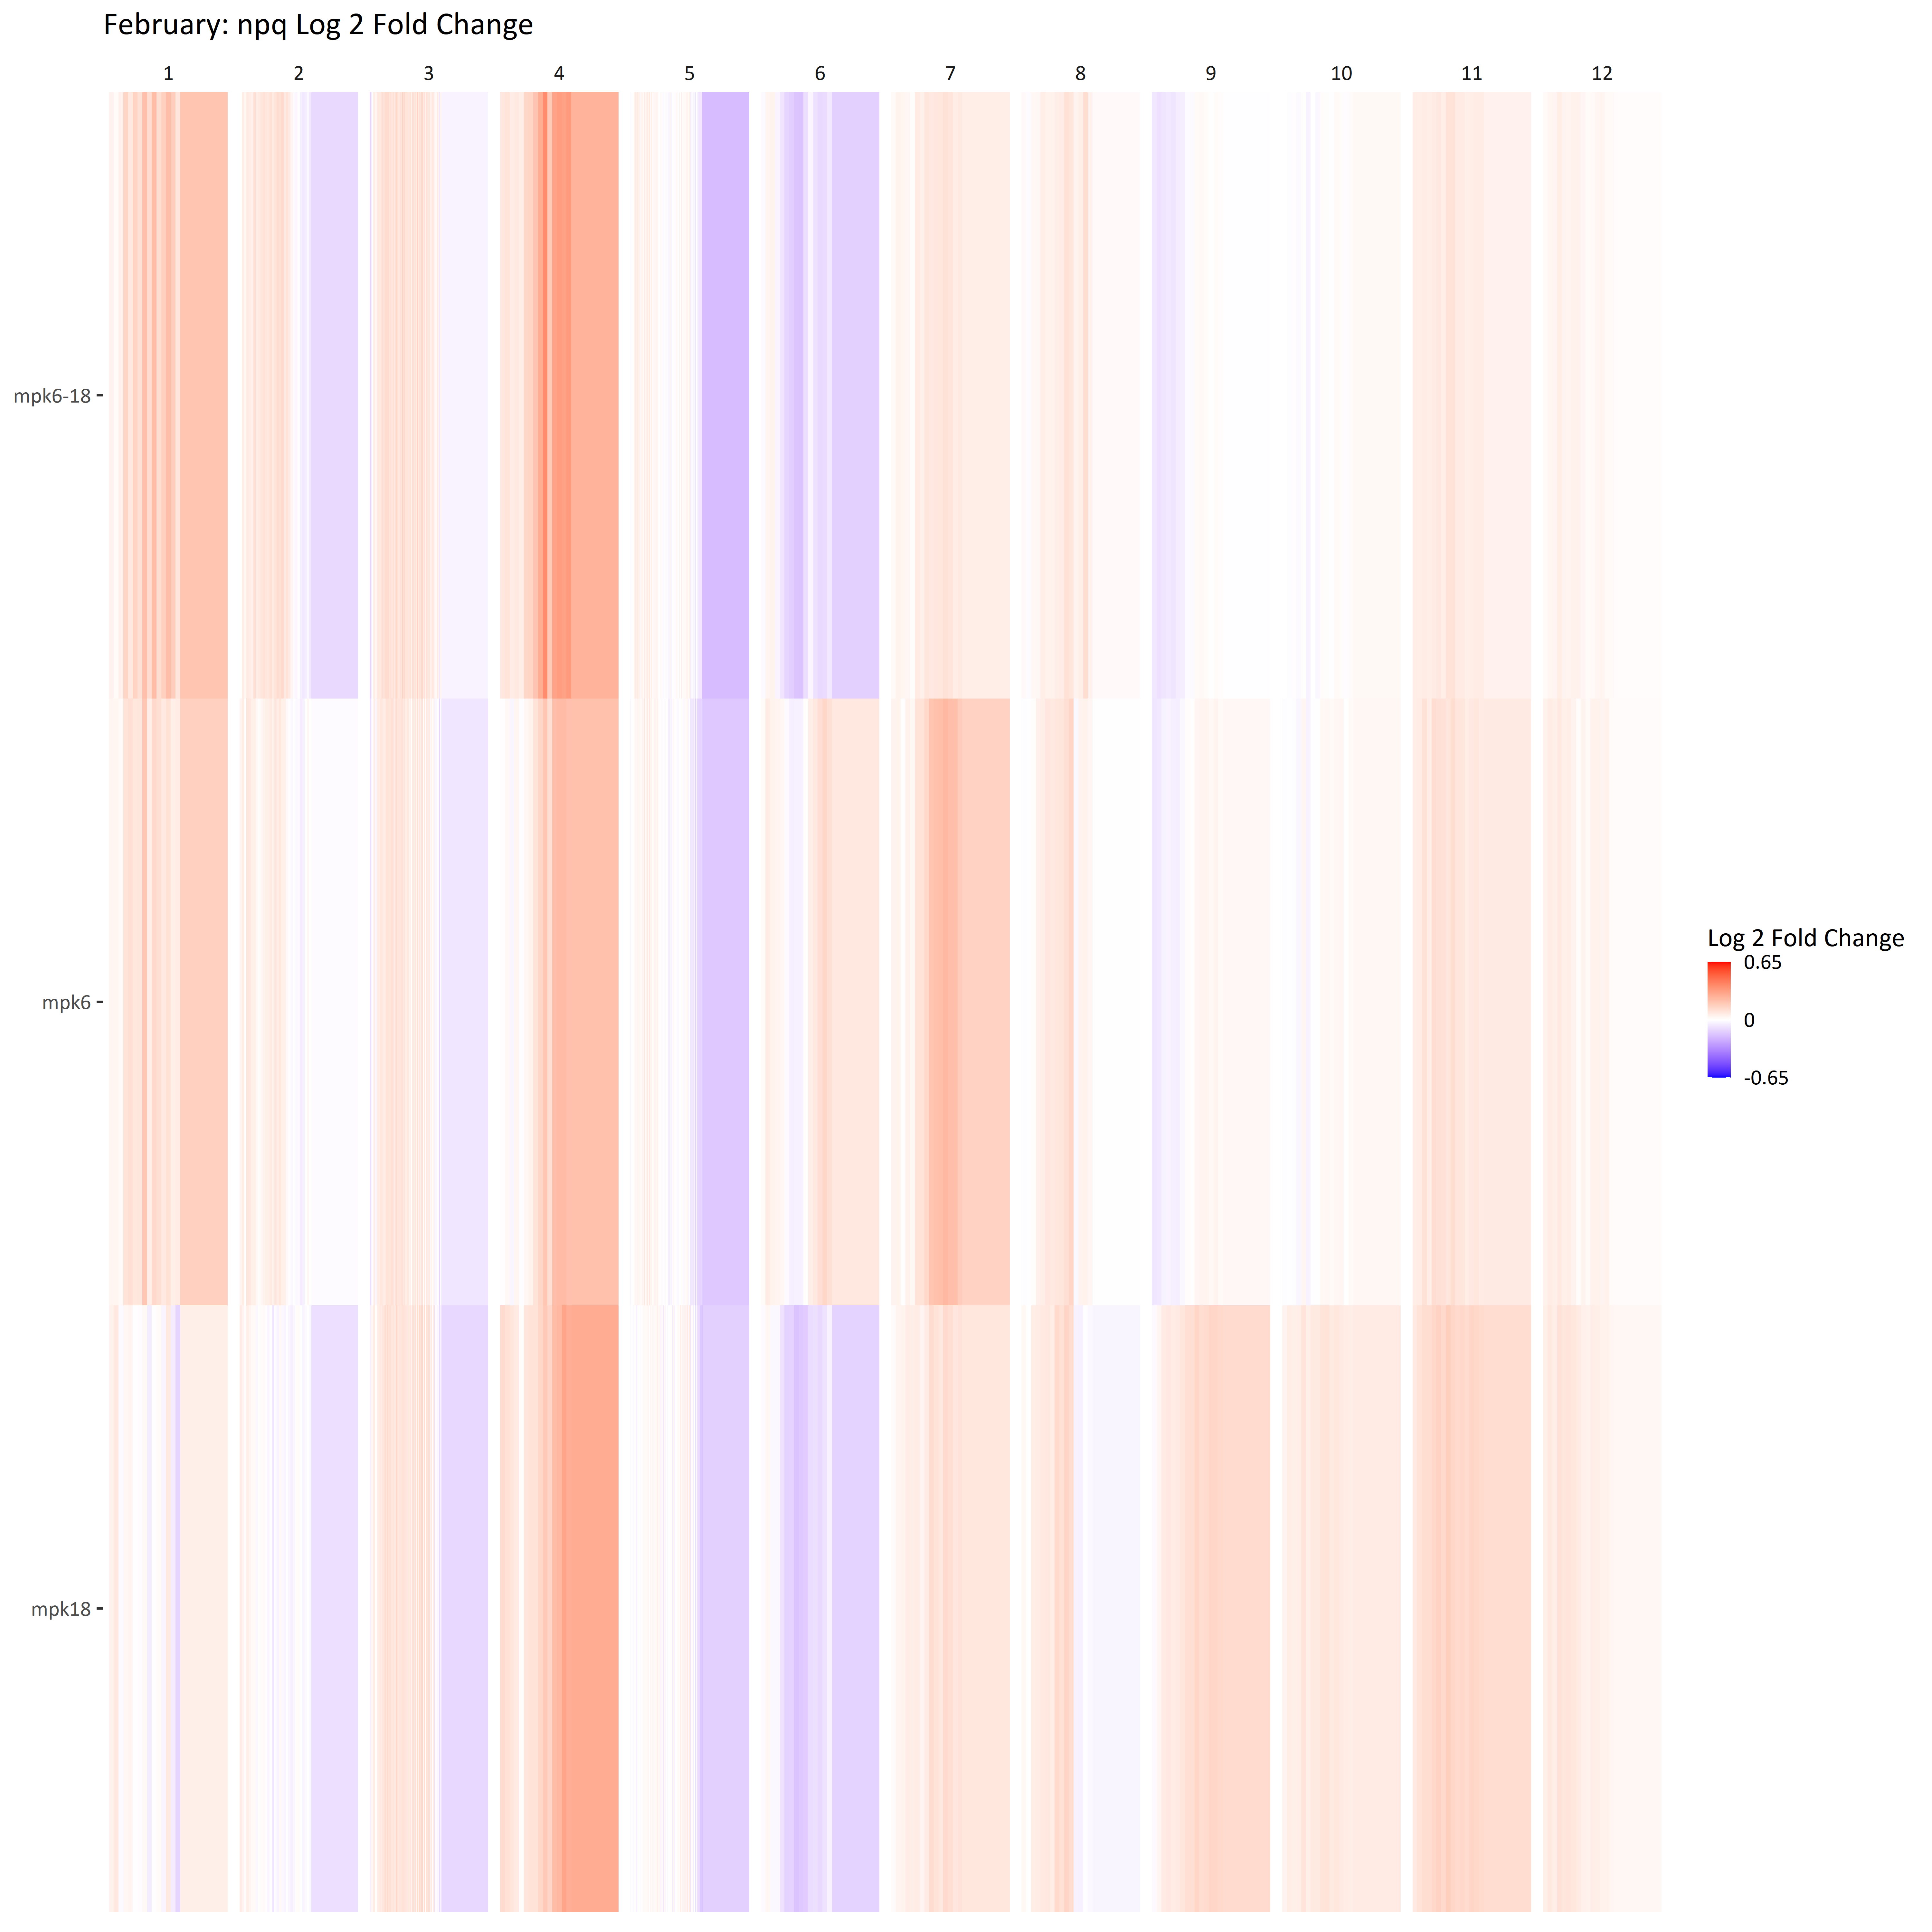 February: npq Log 2 Fold Change
1 2 3 4 5 6 7 8 9 10 11 12
mpk6-18
mpk6
mpk18
Log 2 Fold Change
0.65
0
-0.65